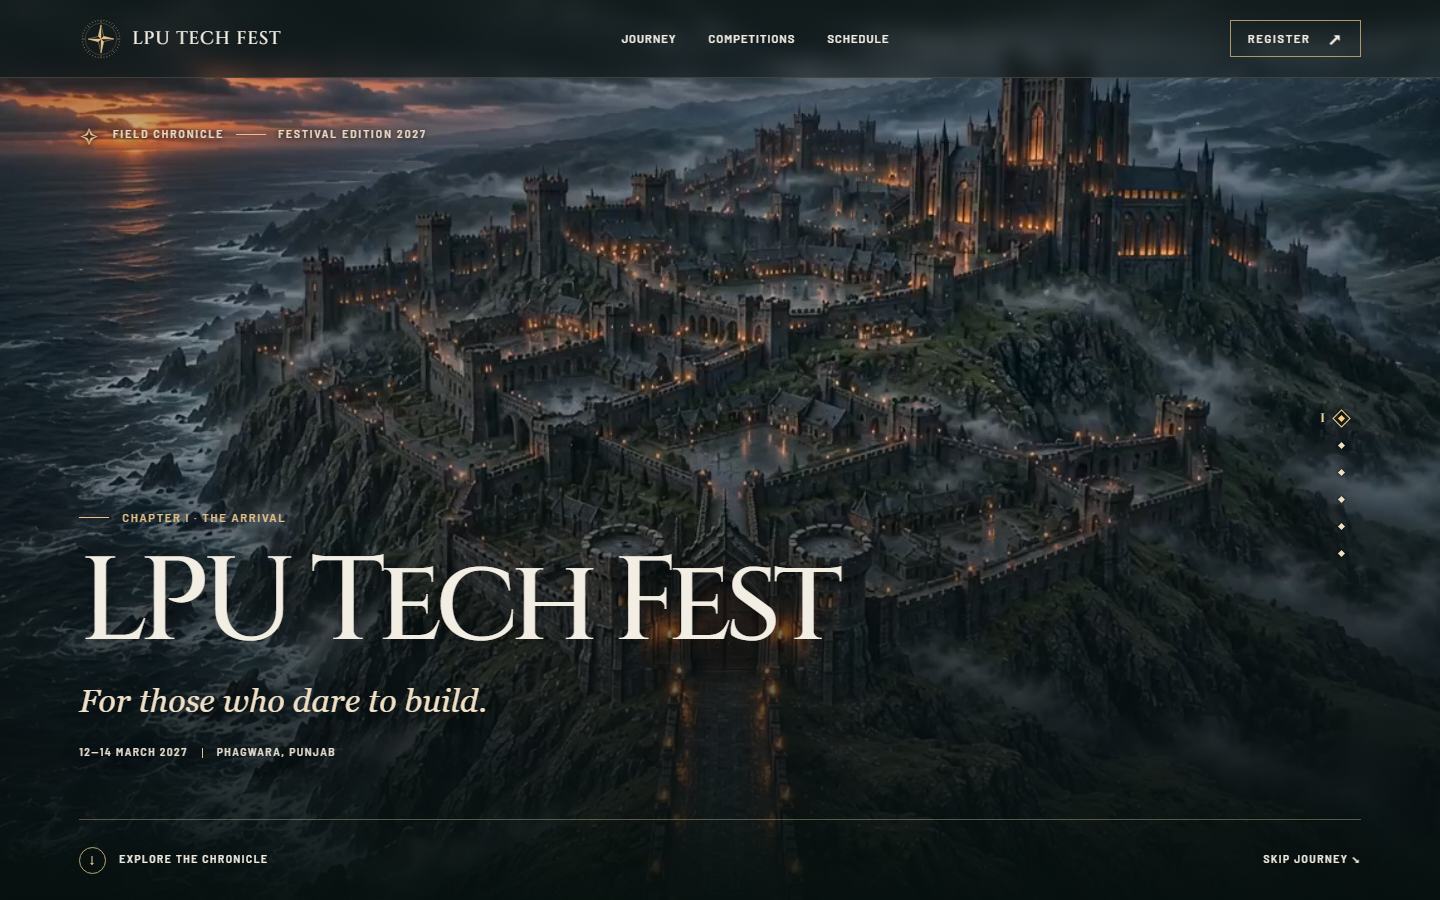 LPU TECH FEST
JOURNEY COMPETITIONS SCHEDULE
REGISTER ↗
FIELD CHRONICLE — FESTIVAL EDITION 2027
I
CHAPTER I · THE ARRIVAL
LPU TECH FEST
For those who dare to build.
12–14 MARCH 2027 | PHAGWARA, PUNJAB
↓ EXPLORE THE CHRONICLE
SKIP JOURNEY ↘